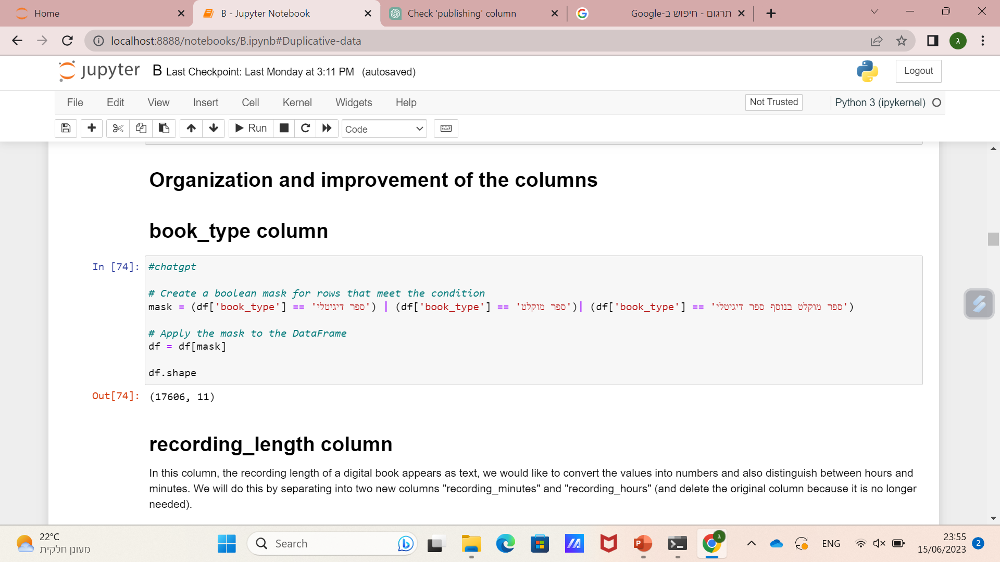 Home
B - Jupyter Notebook
Check 'publishing' column
תרגום - חיפוש ב-Google
localhost:8888/notebooks/B.ipynb#Duplicative-data
ג
jupyter
B Last Checkpoint: Last Monday at 3:11 PM (autosaved)
Logout
File Edit View Insert Cell Kernel Widgets Help
Not Trusted
Python 3 (ipykernel)
Run
Code
Organization and improvement of the columns
book_type column
In [74]:
#chatgpt
# Create a boolean mask for rows that meet the condition
mask = (df['book_type'] == 'ספר דיגיטלי') | (df['book_type'] == 'ספר מוקלט')| (df['book_type'] == 'ספר מוקלט בנוסף ספר דיגיטלי')
# Apply the mask to the DataFrame
df = df[mask]
df.shape
Out[74]: (17606, 11)
recording_length column
In this column, the recording length of a digital book appears as text, we would like to convert the values into numbers and also distinguish between hours and
minutes. We will do this by separating into two new columns "recording_minutes" and "recording_hours" (and delete the original column because it is no longer
needed).
22°C
מעונן חלקית
Search
ג
ENG
23:55
15/06/2023
2